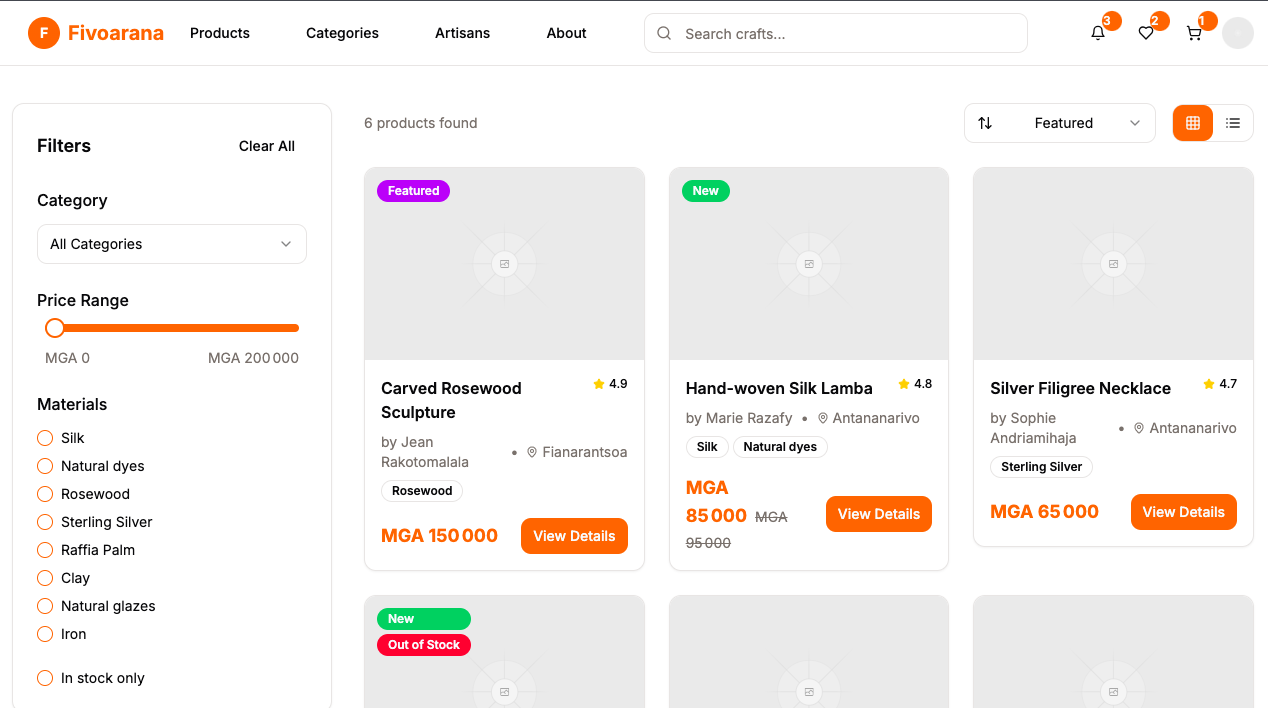 F Fivoarana Products Categories Artisans About Search crafts... 3 2 1
Filters Clear All
Category
All Categories
Price Range
MGA 0 MGA 200 000
Materials
Silk
Natural dyes
Rosewood
Sterling Silver
Raffia Palm
Clay
Natural glazes
Iron
In stock only
6 products found Featured
Featured
Carved Rosewood 4.9
Sculpture
by Jean
Rakotomalala • Fianarantsoa
Rosewood
MGA 150 000 View Details
New
Hand-woven Silk Lamba 4.8
by Marie Razafy • Antananarivo
Silk Natural dyes
MGA
85 000 MGA
95 000
View Details
Silver Filigree Necklace 4.7
by Sophie
Andriamihaja • Antananarivo
Sterling Silver
MGA 65 000 View Details
New
Out of Stock